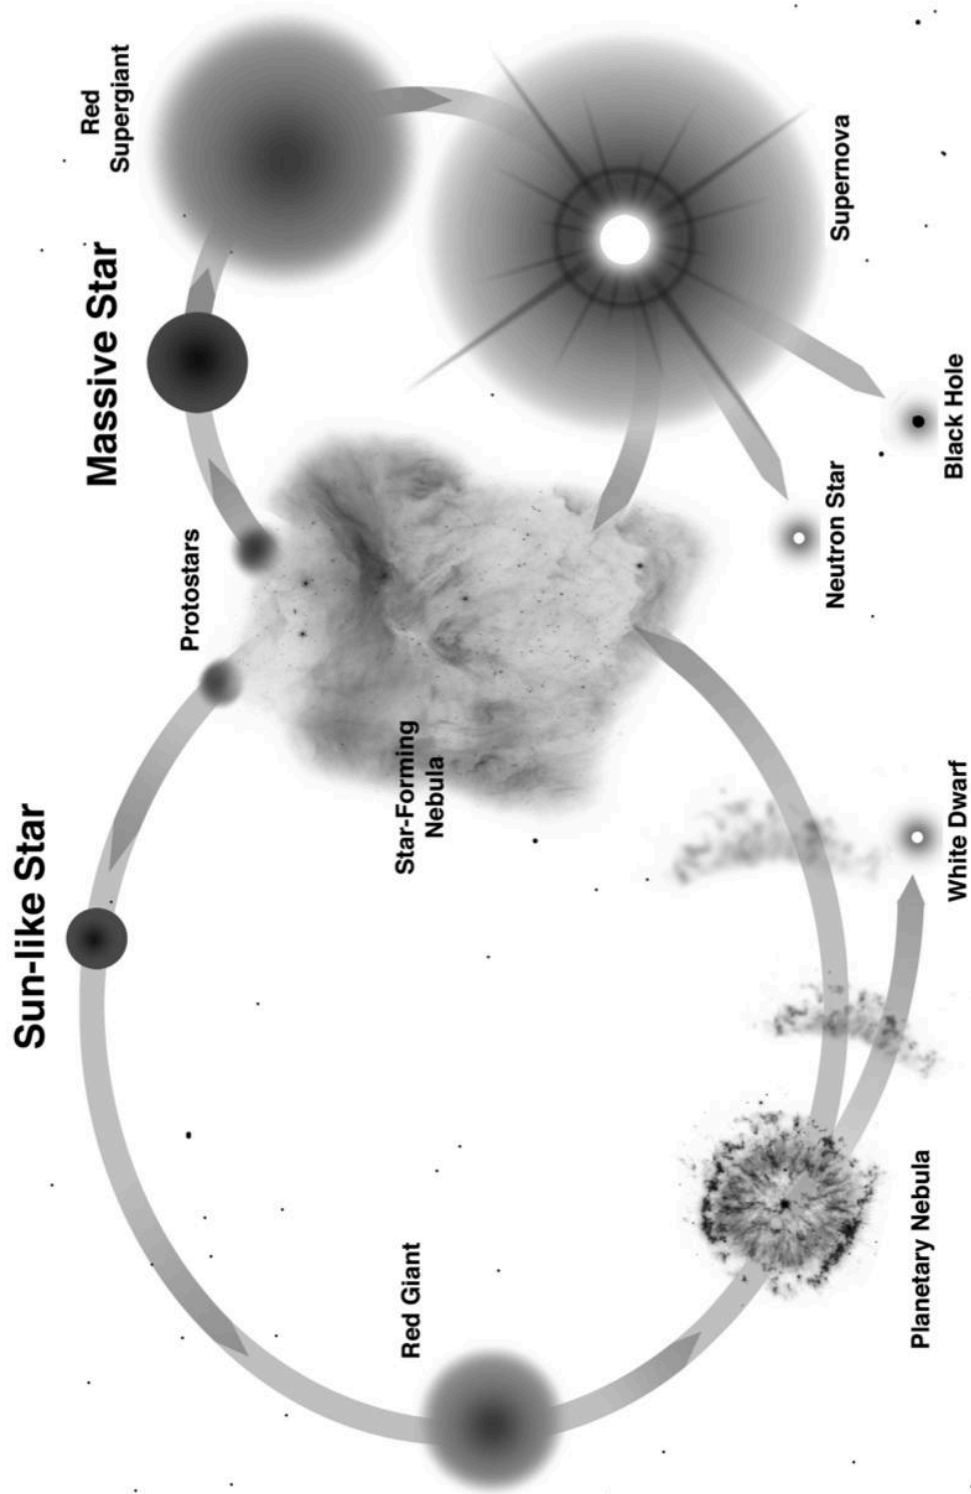 Sun-like Star
Massive Star
Red
Supergiant
Protostars
Red Giant
Star-Forming
Nebula
Supernova
Neutron Star
Planetary Nebula
White Dwarf
Black Hole